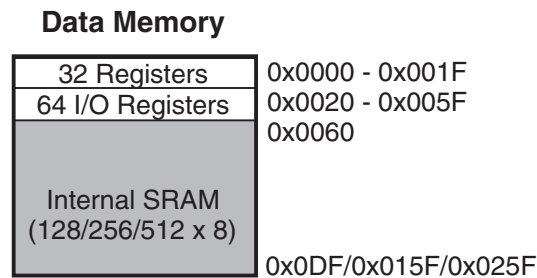 Data Memory
32 Registers 0x0000 - 0x001F
64 I/O Registers 0x0020 - 0x005F
0x0060
Internal SRAM
(128/256/512 x 8)
0x0DF/0x015F/0x025F